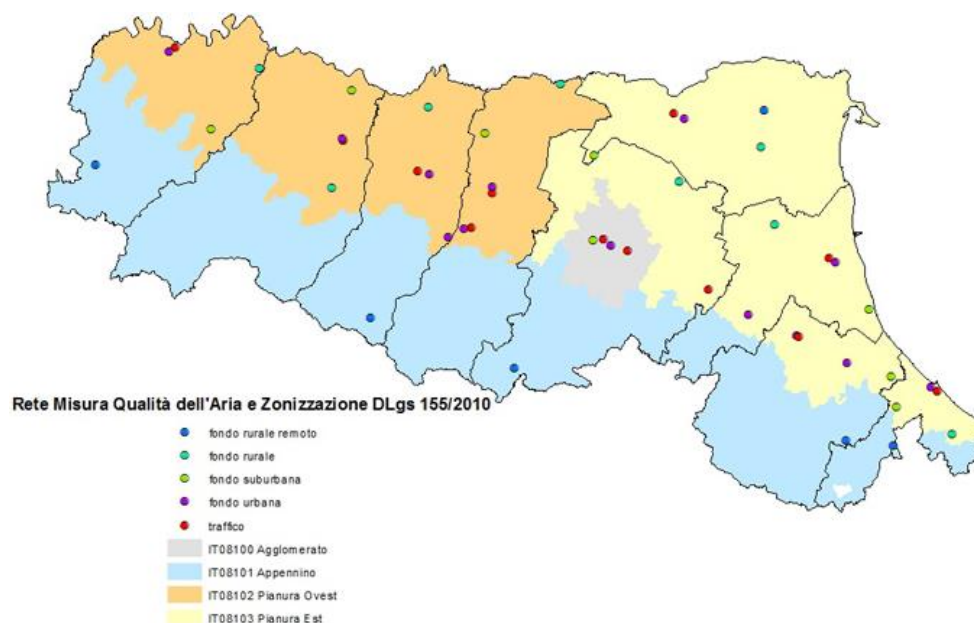 Rete Misura Qualità dell'Aria e Zonizzazione DLgs 155/2010
fondo rurale remoto
fondo rurale
fondo suburbana
fondo urbana
traffico
IT08100 Agglomerato
IT08101 Appennino
IT08102 Pianura Ovest
IT08103 Pianura Est